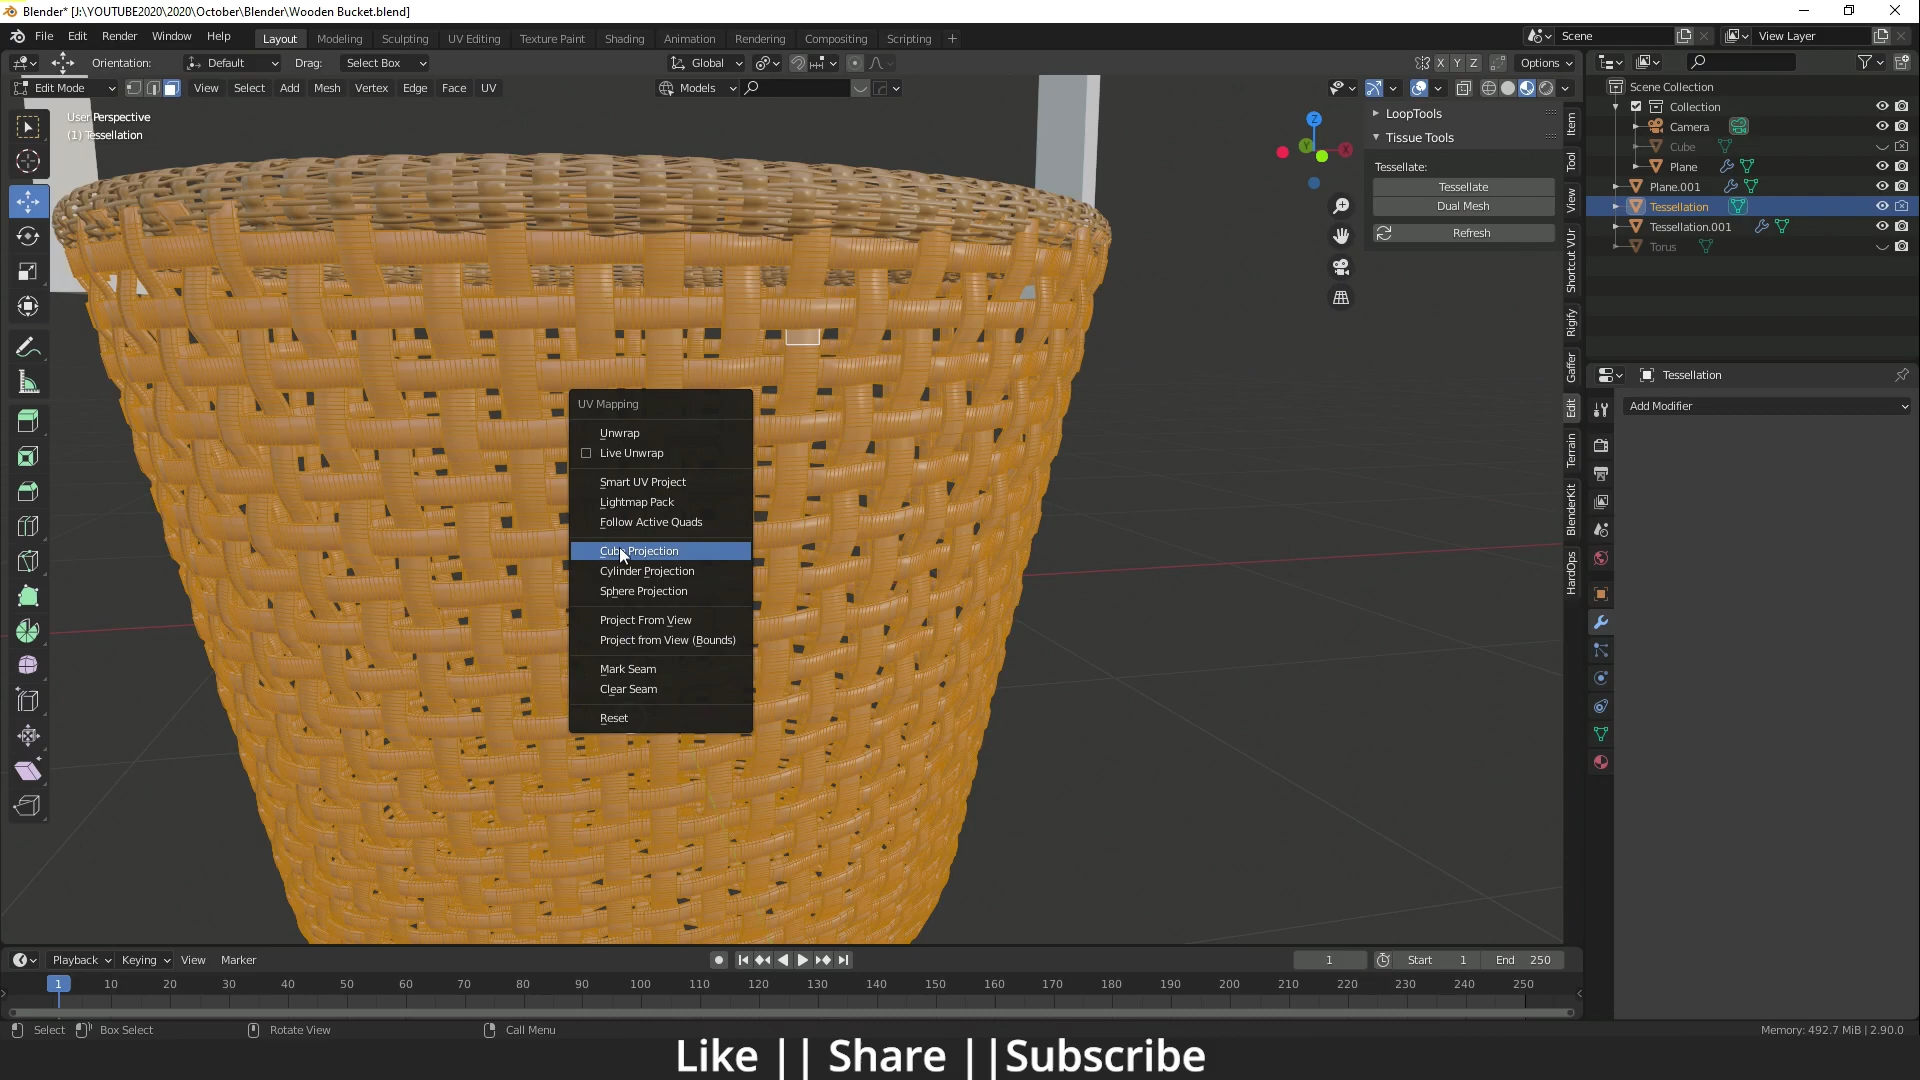 Blender* [J:\YOUTUBE2020\2020\October\Blender\Wooden Bucket.blend]
File Edit Render Window Help Layout Modeling Sculpting UV Editing Texture Paint Shading Animation Rendering Compositing Scripting + Scene View Layer
Orientation: Default Drag: Select Box Global X Y Z Options
Edit Mode View Select Add Mesh Vertex Edge Face UV Models
User Perspective
(1) Tessellation
Z
Y
X
LoopTools
Tissue Tools
Tessellate:
Tessellate
Dual Mesh
Refresh
Item
Tool
View
Shortcut VUr
Rigify
Gaffer
Edit
Terrain
BlenderKit
HardOps
Scene Collection
Collection
Camera
Cube
Plane
Plane.001
Tessellation
Tessellation.001
Torus
Tessellation
Add Modifier
UV Mapping
Unwrap
Live Unwrap
Smart UV Project
Lightmap Pack
Follow Active Quads
Cube Projection
Cylinder Projection
Sphere Projection
Project From View
Project from View (Bounds)
Mark Seam
Clear Seam
Reset
Playback Keying View Marker 1 Start 1 End 250
1 10 20 30 40 50 60 70 80 90 100 110 120 130 140 150 160 170 180 190 200 210 220 230 240 250
Select Box Select Rotate View Call Menu Memory: 492.7 MiB | 2.90.0
Like || Share ||Subscribe